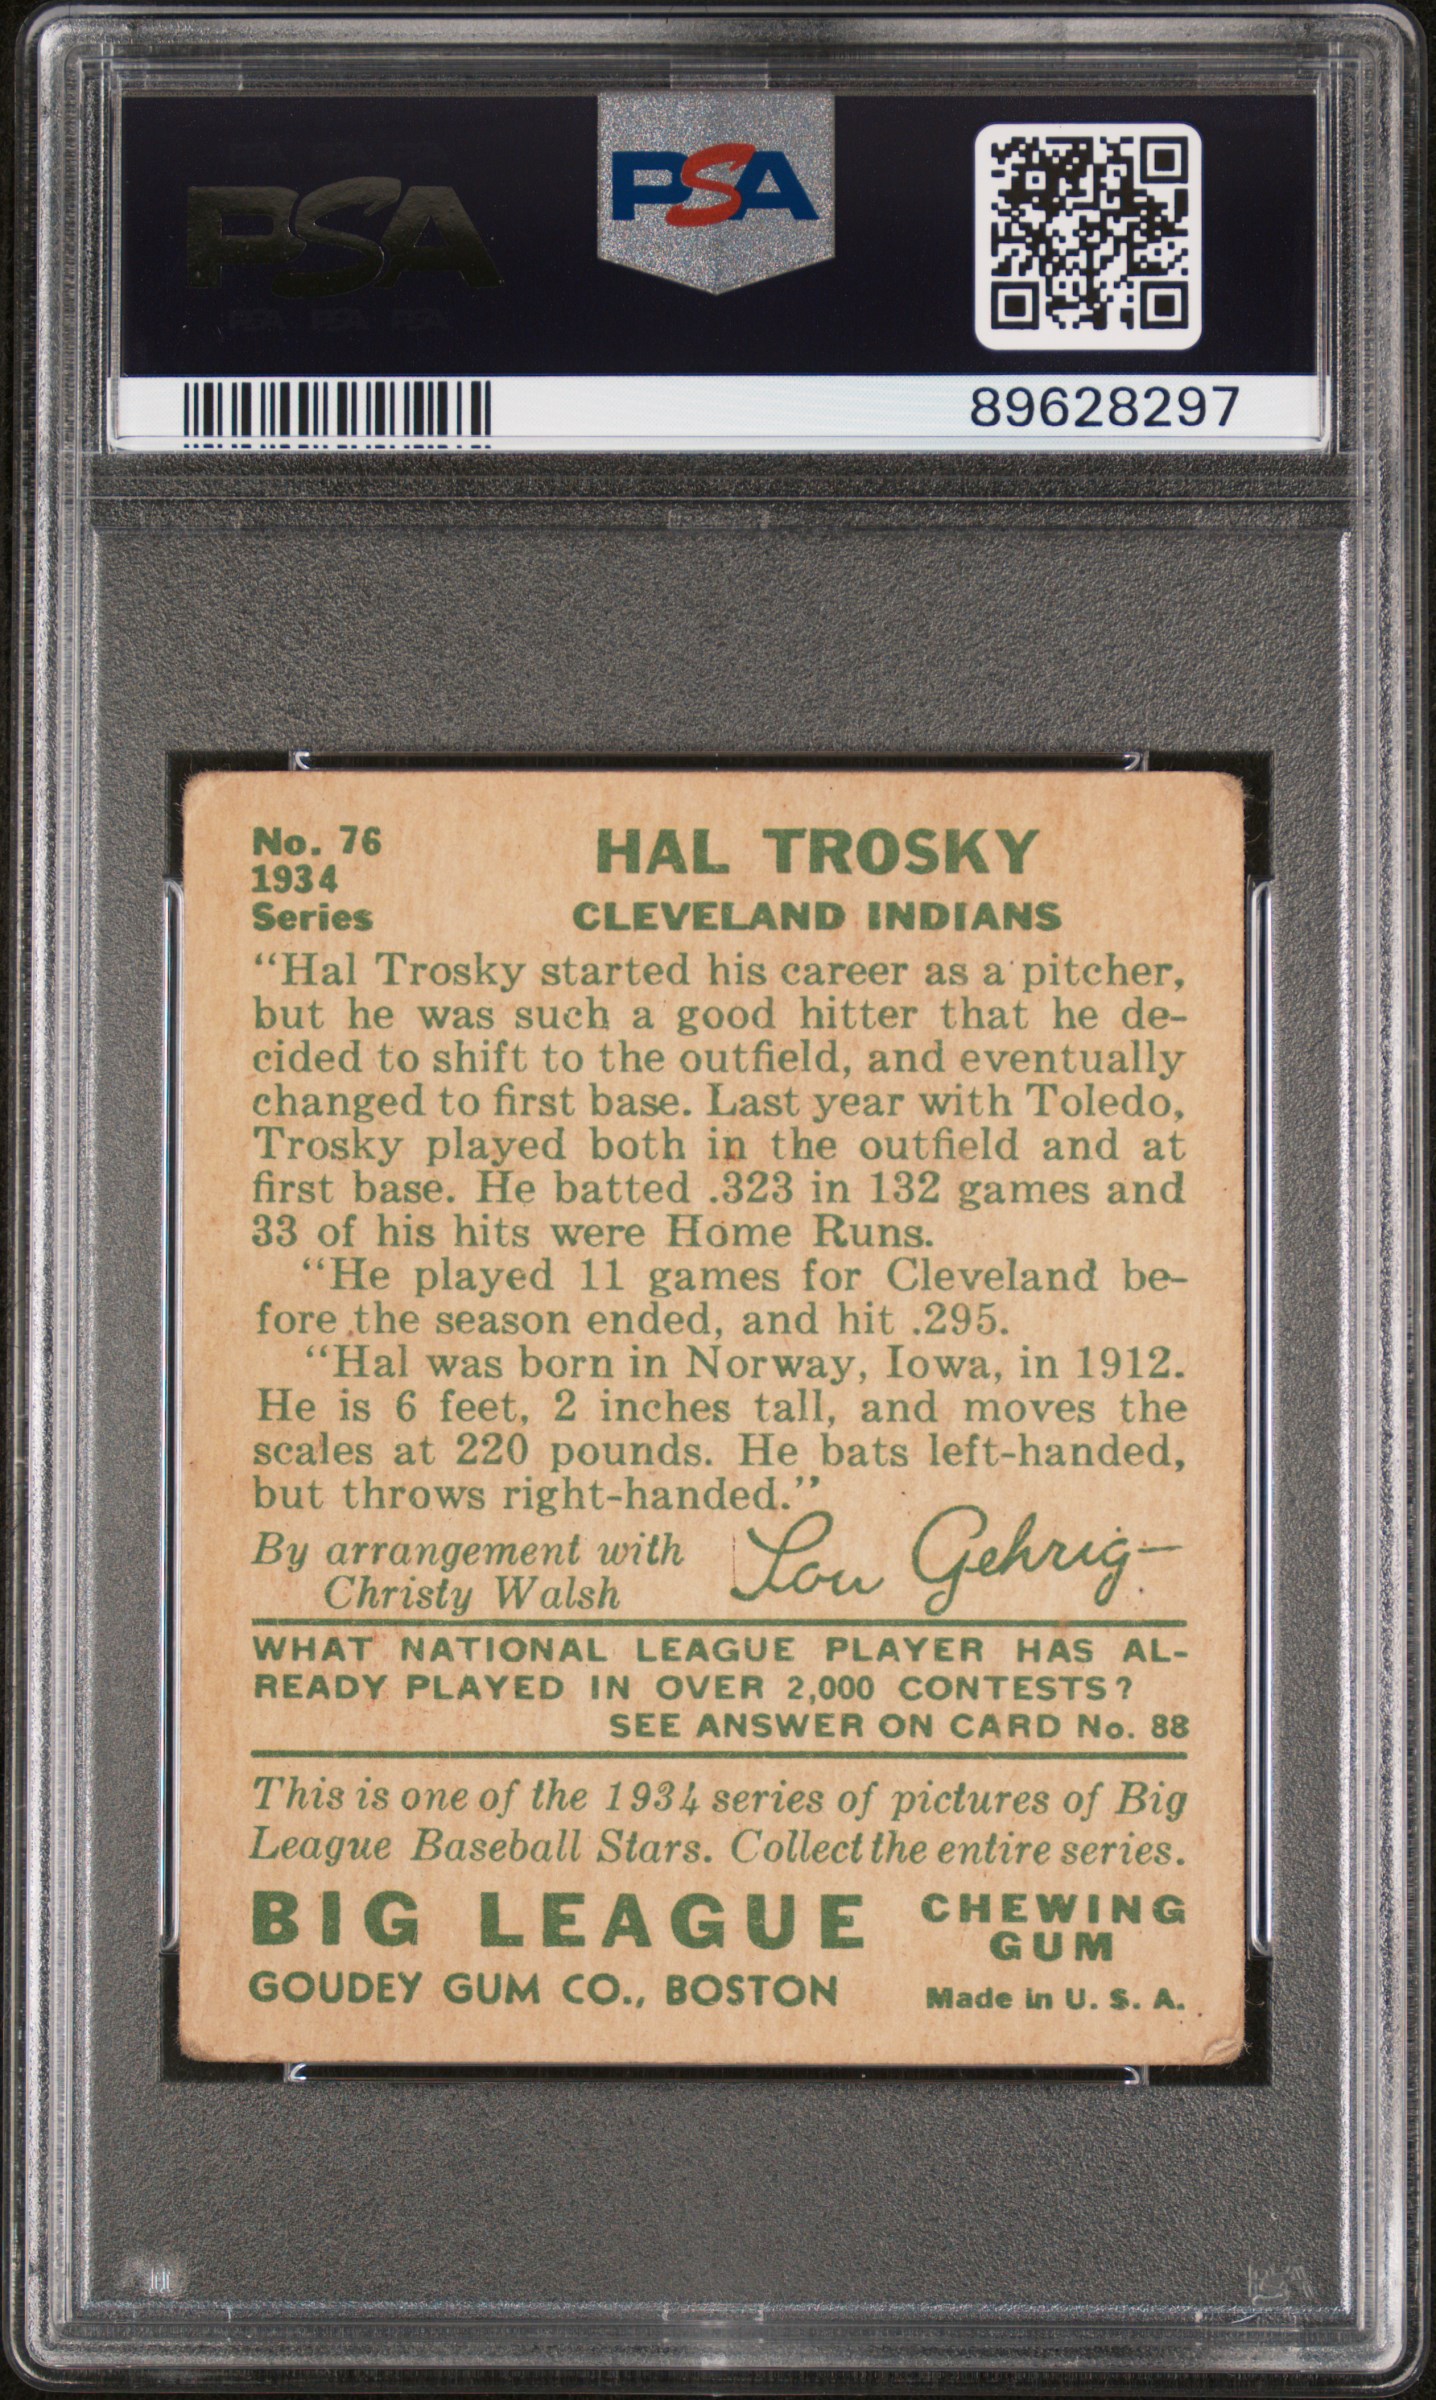 PSA
PSA
89628297
No. 76
1934
Series
HAL TROSKY
CLEVELAND INDIANS
“Hal Trosky started his career as a pitcher,
but he was such a good hitter that he de-
cided to shift to the outfield, and eventually
changed to first base. Last year with Toledo,
Trosky played both in the outfield and at
first base. He batted .323 in 132 games and
33 of his hits were Home Runs.
“He played 11 games for Cleveland be-
fore the season ended, and hit .295.
“Hal was born in Norway, Iowa, in 1912.
He is 6 feet, 2 inches tall, and moves the
scales at 220 pounds. He bats left-handed,
but throws right-handed.”
By arrangement with
Christy Walsh
Lou Gehrig
WHAT NATIONAL LEAGUE PLAYER HAS AL-
READY PLAYED IN OVER 2,000 CONTESTS?
SEE ANSWER ON CARD No. 88
This is one of the 1934 series of pictures of Big
League Baseball Stars. Collect the entire series.
BIG LEAGUE
CHEWING
GUM
GOUDEY GUM CO., BOSTON
Made in U. S. A.